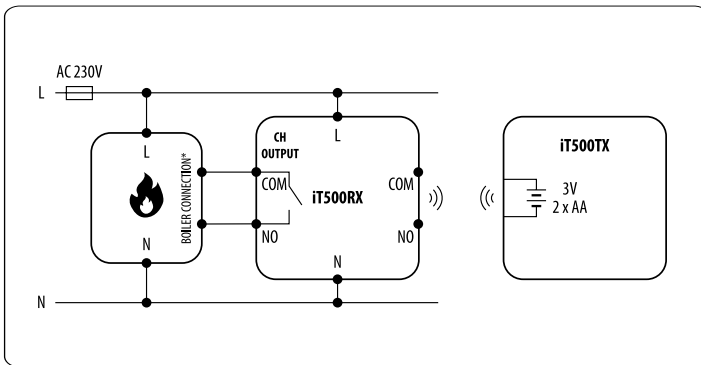 AC 230V
L
L
N
BOILER CONNECTION*
CH
OUTPUT
COM
NO
L
iT500RX
N
COM
NO
iT500TX
3V
2 x AA
N